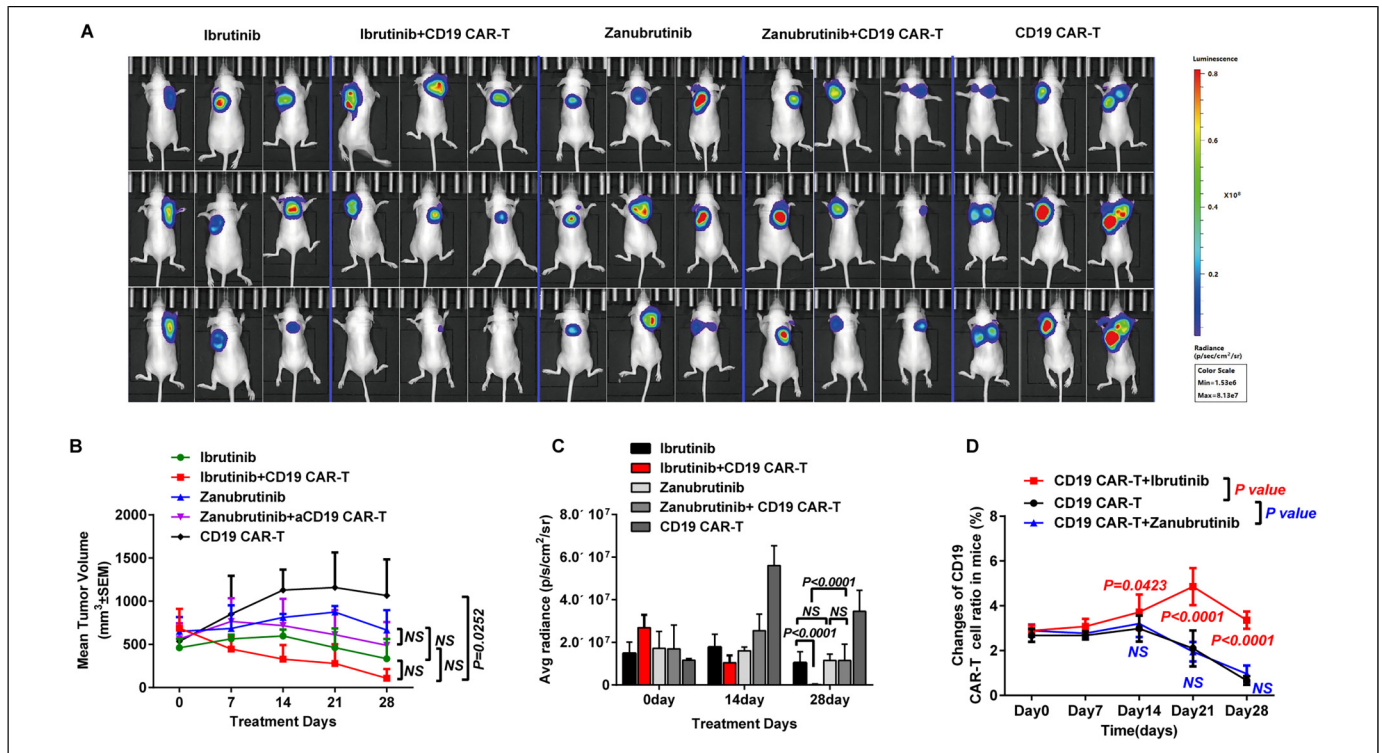 A
Ibrutinib
Ibrutinib+CD19 CAR-T
Zanubrutinib
Zanubrutinib+CD19 CAR-T
CD19 CAR-T
Luminescence
0.8
0.6
X10⁸
0.4
0.2
Radiance
(p/sec/cm²/sr)
Color Scale
Min=1.53e6
Max=8.13e7
B
Ibrutinib
Ibrutinib+CD19 CAR-T
Zanubrutinib
Zanubrutinib+aCD19 CAR-T
CD19 CAR-T
Mean Tumor Volume
(mm³±SEM)
2000
1500
1000
500
0
0 7 14 21 28
Treatment Days
NS
NS
NS
NS
P=0.0252
C
Ibrutinib
Ibrutinib+CD19 CAR-T
Zanubrutinib
Zanubrutinib+ CD19 CAR-T
CD19 CAR-T
Avg radiance (p/s/cm²/sr)
8.0´ 10⁷
6.0´ 10⁷
4.0´ 10⁷
2.0´ 10⁷
0
P<0.0001
NS NS
P<0.0001
0day 14day 28day
Treatment Days
D
CD19 CAR-T+Ibrutinib
CD19 CAR-T
CD19 CAR-T+Zanubrutinib
P value
P value
Changes of CD19
CAR-T cell ratio in mice (%)
8
6
4
2
0
P=0.0423
P<0.0001
P<0.0001
NS
NS
NS
Day0 Day7 Day14 Day21 Day28
Time(days)